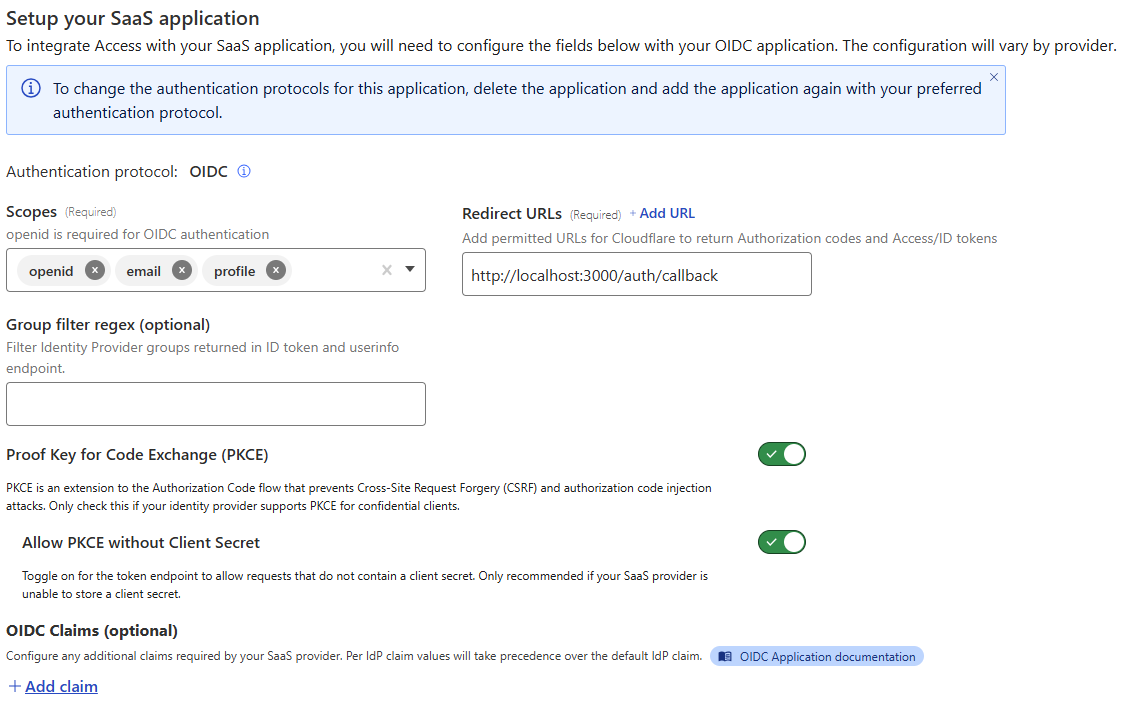 Setup your SaaS application
To integrate Access with your SaaS application, you will need to configure the fields below with your OIDC application. The configuration will vary by provider.
To change the authentication protocols for this application, delete the application and add the application again with your preferred
authentication protocol.
Authentication protocol: OIDC
Scopes (Required)
openid is required for OIDC authentication
openid email profile
Redirect URLs (Required) + Add URL
Add permitted URLs for Cloudflare to return Authorization codes and Access/ID tokens
http://localhost:3000/auth/callback
Group filter regex (optional)
Filter Identity Provider groups returned in ID token and userinfo
endpoint.
Proof Key for Code Exchange (PKCE)
PKCE is an extension to the Authorization Code flow that prevents Cross-Site Request Forgery (CSRF) and authorization code injection
attacks. Only check this if your identity provider supports PKCE for confidential clients.
Allow PKCE without Client Secret
Toggle on for the token endpoint to allow requests that do not contain a client secret. Only recommended if your SaaS provider is
unable to store a client secret.
OIDC Claims (optional)
Configure any additional claims required by your SaaS provider. Per IdP claim values will take precedence over the default IdP claim. OIDC Application documentation
+ Add claim